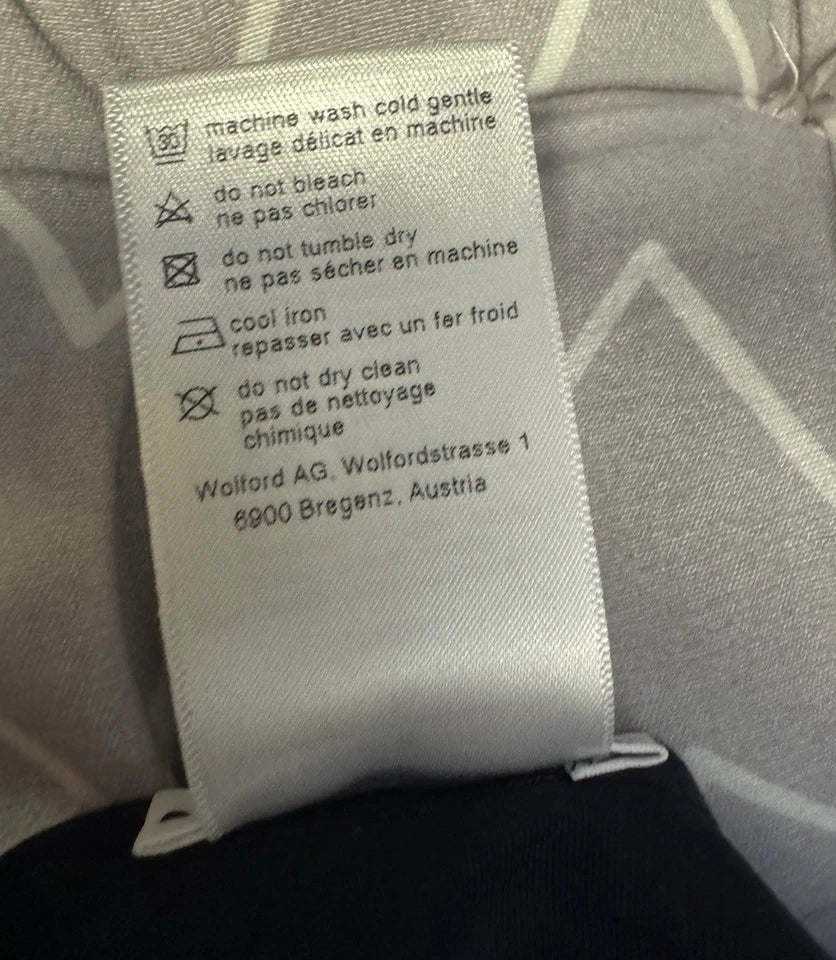 30 machine wash cold gentle
lavage délicat en machine
do not bleach
ne pas chlorer
do not tumble dry
ne pas sécher en machine
cool iron
repasser avec un fer froid
do not dry clean
pas de nettoyage
chimique
Wolford AG, Wolfordstrasse 1
6900 Bregenz, Austria